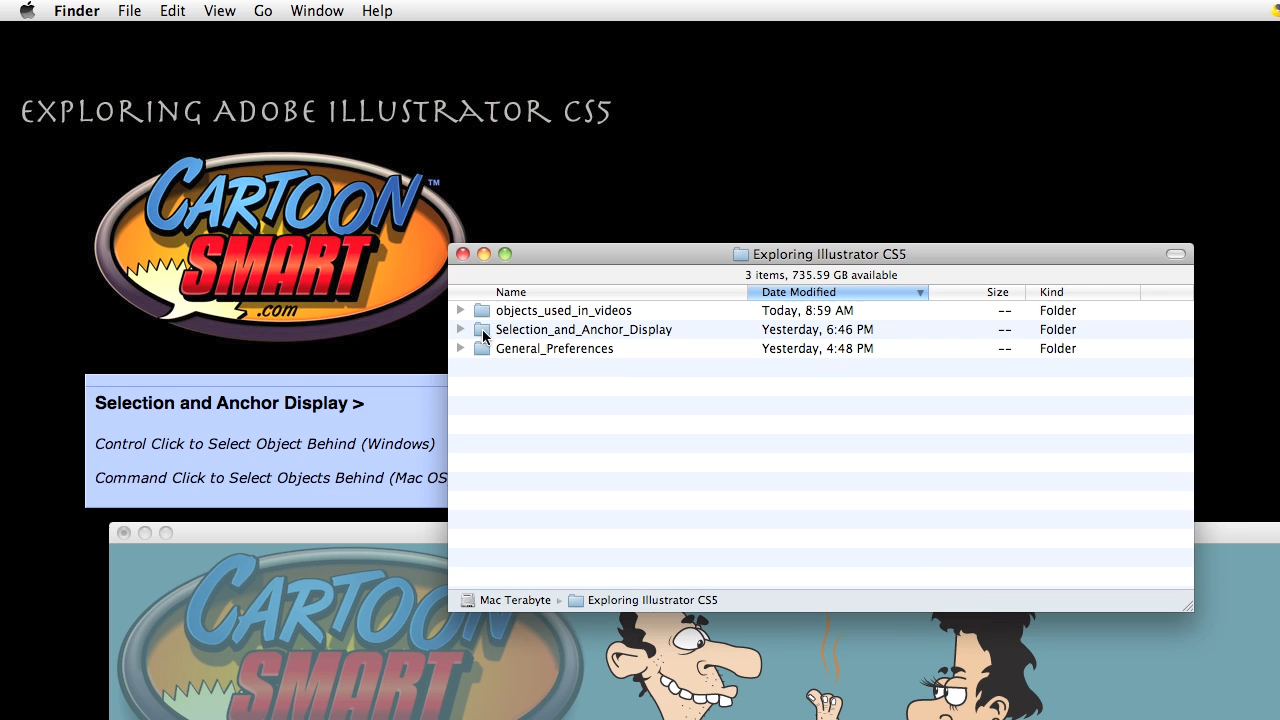 Finder File Edit View Go Window Help
EXPLORING ADOBE ILLUSTRATOR CS5
CARTOON™
SMART
.com
Exploring Illustrator CS5
3 items, 735.59 GB available
Name Date Modified Size Kind
objects_used_in_videos Today, 8:59 AM -- Folder
Selection_and_Anchor_Display Yesterday, 6:46 PM -- Folder
General_Preferences Yesterday, 4:48 PM -- Folder
Mac Terabyte Exploring Illustrator CS5
Selection and Anchor Display >
Control Click to Select Object Behind (Windows)
Command Click to Select Objects Behind (Mac OS
CARTOON
SMART